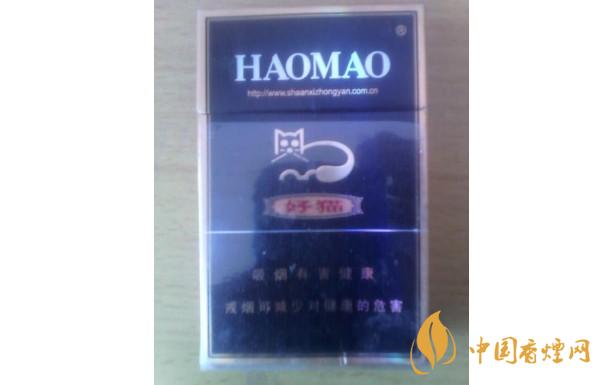 HAOMAO®
http://www.shaanxizhongyan.com.cn
好猫
吸烟有害健康
戒烟可减少对健康的危害
中国香烟网